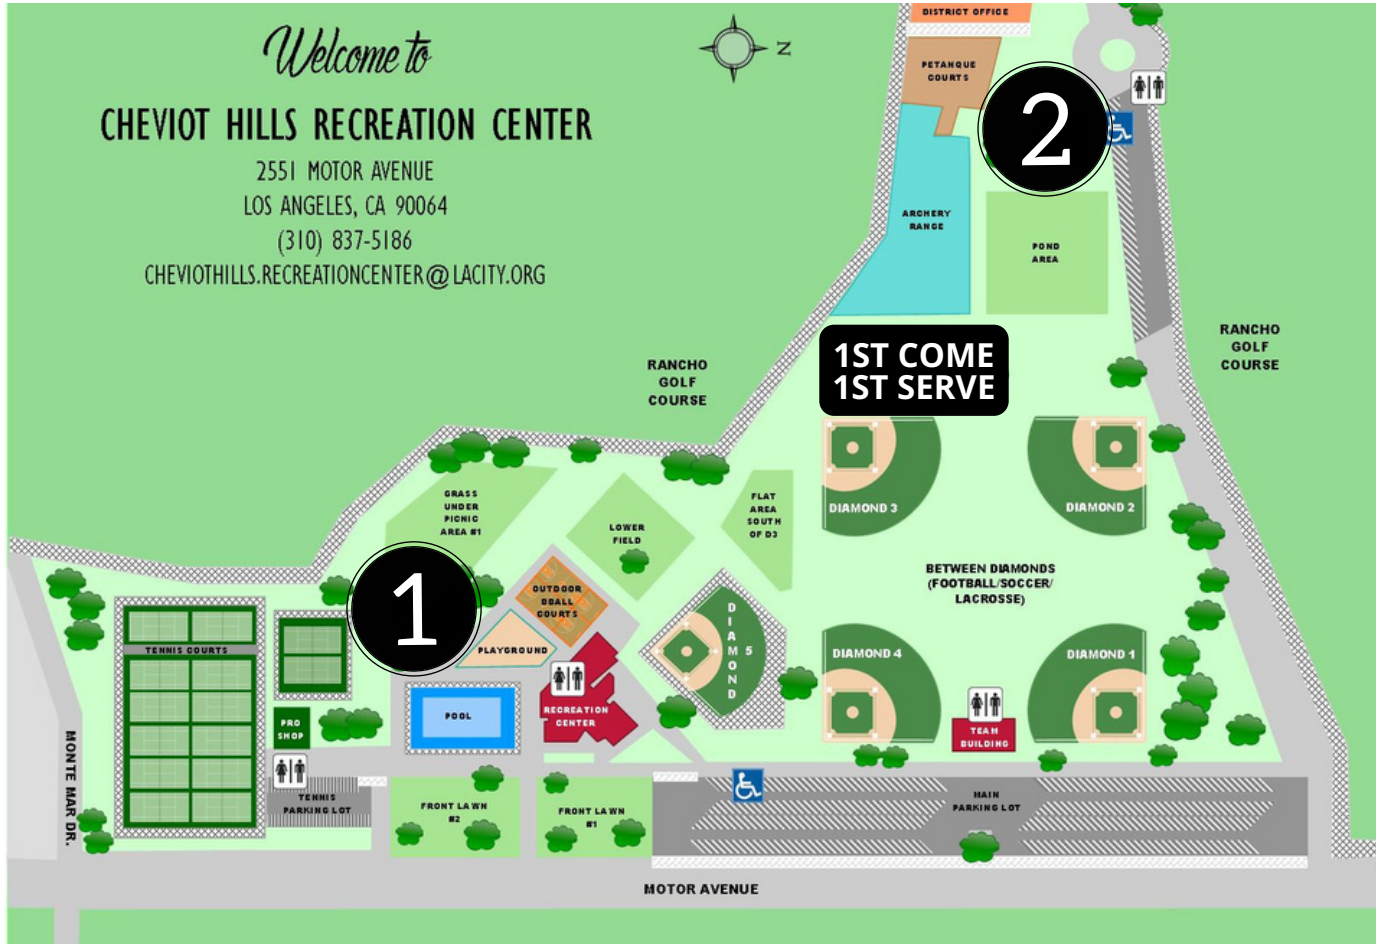 Welcome to
CHEVIOT HILLS RECREATION CENTER
2551 MOTOR AVENUE
LOS ANGELES, CA 90064
(310) 837-5186
CHEVIOTHILLS.RECREATIONCENTER@LACITY.ORG
N
DISTRICT OFFICE
PETANQUE
COURTS
2
ARCHERY
RANGE
POND
AREA
RANCHO
GOLF
COURSE
1ST COME
1ST SERVE
RANCHO
GOLF
COURSE
GRASS
UNDER
PICNIC
AREA #1
LOWER
FIELD
FLAT
AREA
SOUTH
OF D3
DIAMOND 3
DIAMOND 2
BETWEEN DIAMONDS
(FOOTBALL/SOCCER/
LACROSSE)
1
OUTDOOR
BBALL
COURTS
PLAYGROUND
DIAMOND 5
DIAMOND 4
DIAMOND 1
TENNIS COURTS
PRO
SHOP
POOL
RECREATION
CENTER
TEAM
BUILDING
MONTE MAR DR.
TENNIS
PARKING LOT
FRONT LAWN
#2
FRONT LAWN
#1
MAIN
PARKING LOT
MOTOR AVENUE